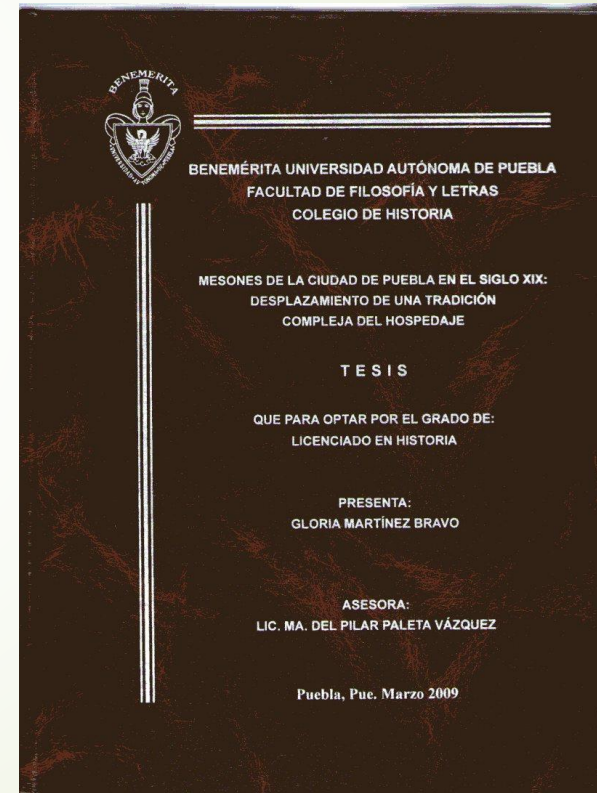 BENEMERITA
BENEMÉRITA UNIVERSIDAD AUTÓNOMA DE PUEBLA
FACULTAD DE FILOSOFÍA Y LETRAS
COLEGIO DE HISTORIA
MESONES DE LA CIUDAD DE PUEBLA EN EL SIGLO XIX:
DESPLAZAMIENTO DE UNA TRADICIÓN
COMPLEJA DEL HOSPEDAJE
T E S I S
QUE PARA OPTAR POR EL GRADO DE:
LICENCIADO EN HISTORIA
PRESENTA:
GLORIA MARTÍNEZ BRAVO
ASESORA:
LIC. MA. DEL PILAR PALETA VÁZQUEZ
Puebla, Pue. Marzo 2009